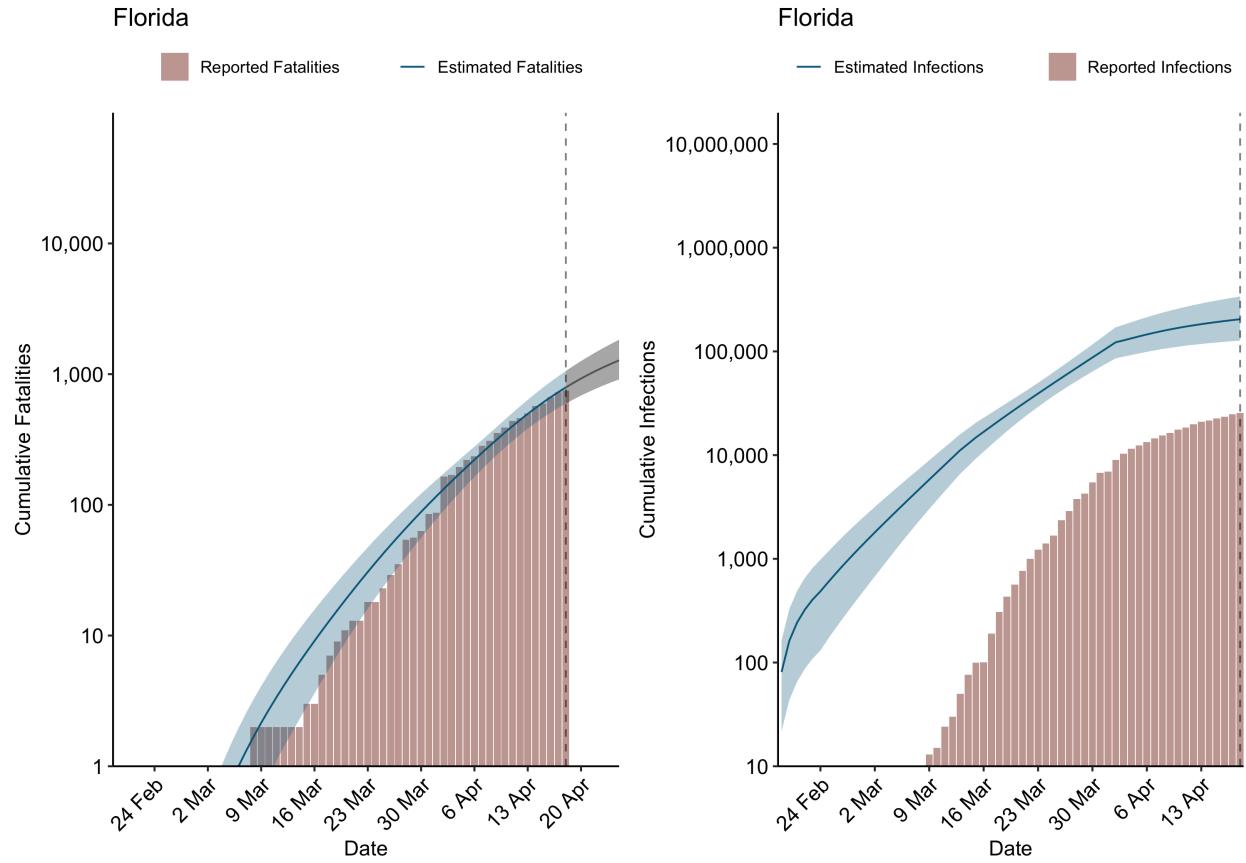 Florida
Reported Fatalities
Estimated Fatalities
Cumulative Fatalities
10,000
1,000
100
10
1
24 Feb
2 Mar
9 Mar
16 Mar
23 Mar
30 Mar
6 Apr
13 Apr
20 Apr
Date
Florida
Estimated Infections
Reported Infections
Cumulative Infections
10,000,000
1,000,000
100,000
10,000
1,000
100
10
24 Feb
2 Mar
9 Mar
16 Mar
23 Mar
30 Mar
6 Apr
13 Apr
Date